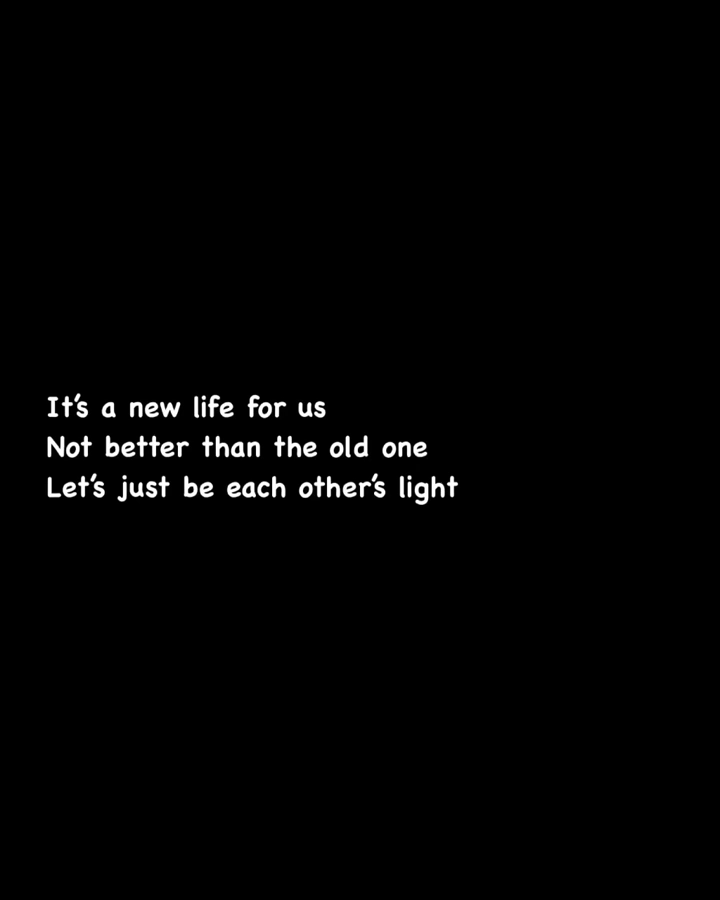 It's a new life for us
Not better than the old one
Let's just be each other's light